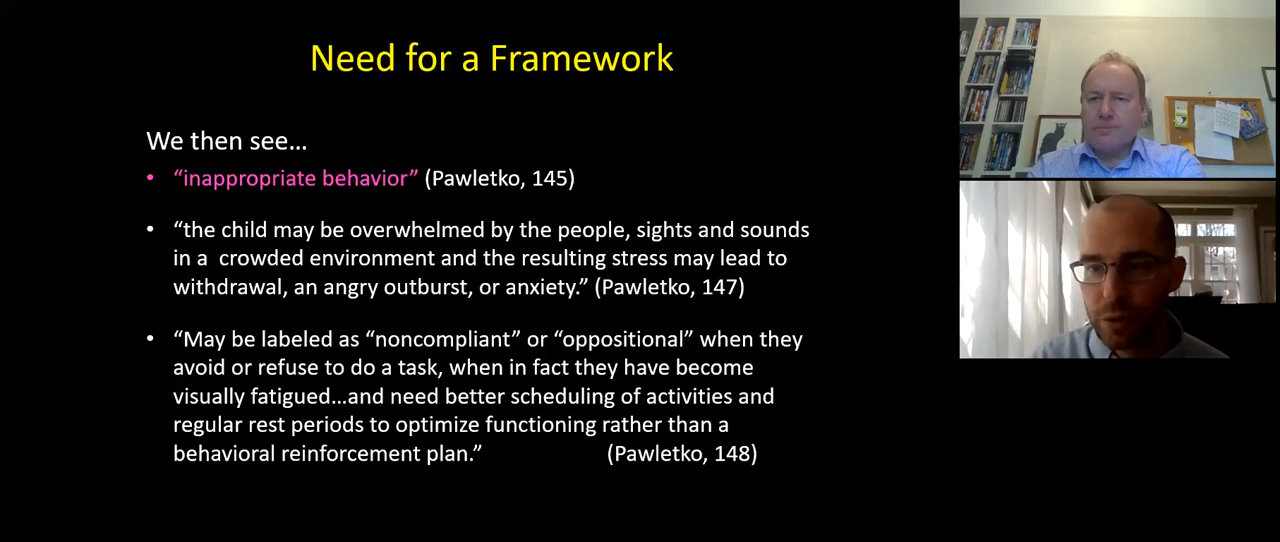 Need for a Framework
We then see…
• “inappropriate behavior” (Pawletko, 145)
• “the child may be overwhelmed by the people, sights and sounds
in a crowded environment and the resulting stress may lead to
withdrawal, an angry outburst, or anxiety.” (Pawletko, 147)
• “May be labeled as “noncompliant” or “oppositional” when they
avoid or refuse to do a task, when in fact they have become
visually fatigued…and need better scheduling of activities and
regular rest periods to optimize functioning rather than a
behavioral reinforcement plan.” (Pawletko, 148)